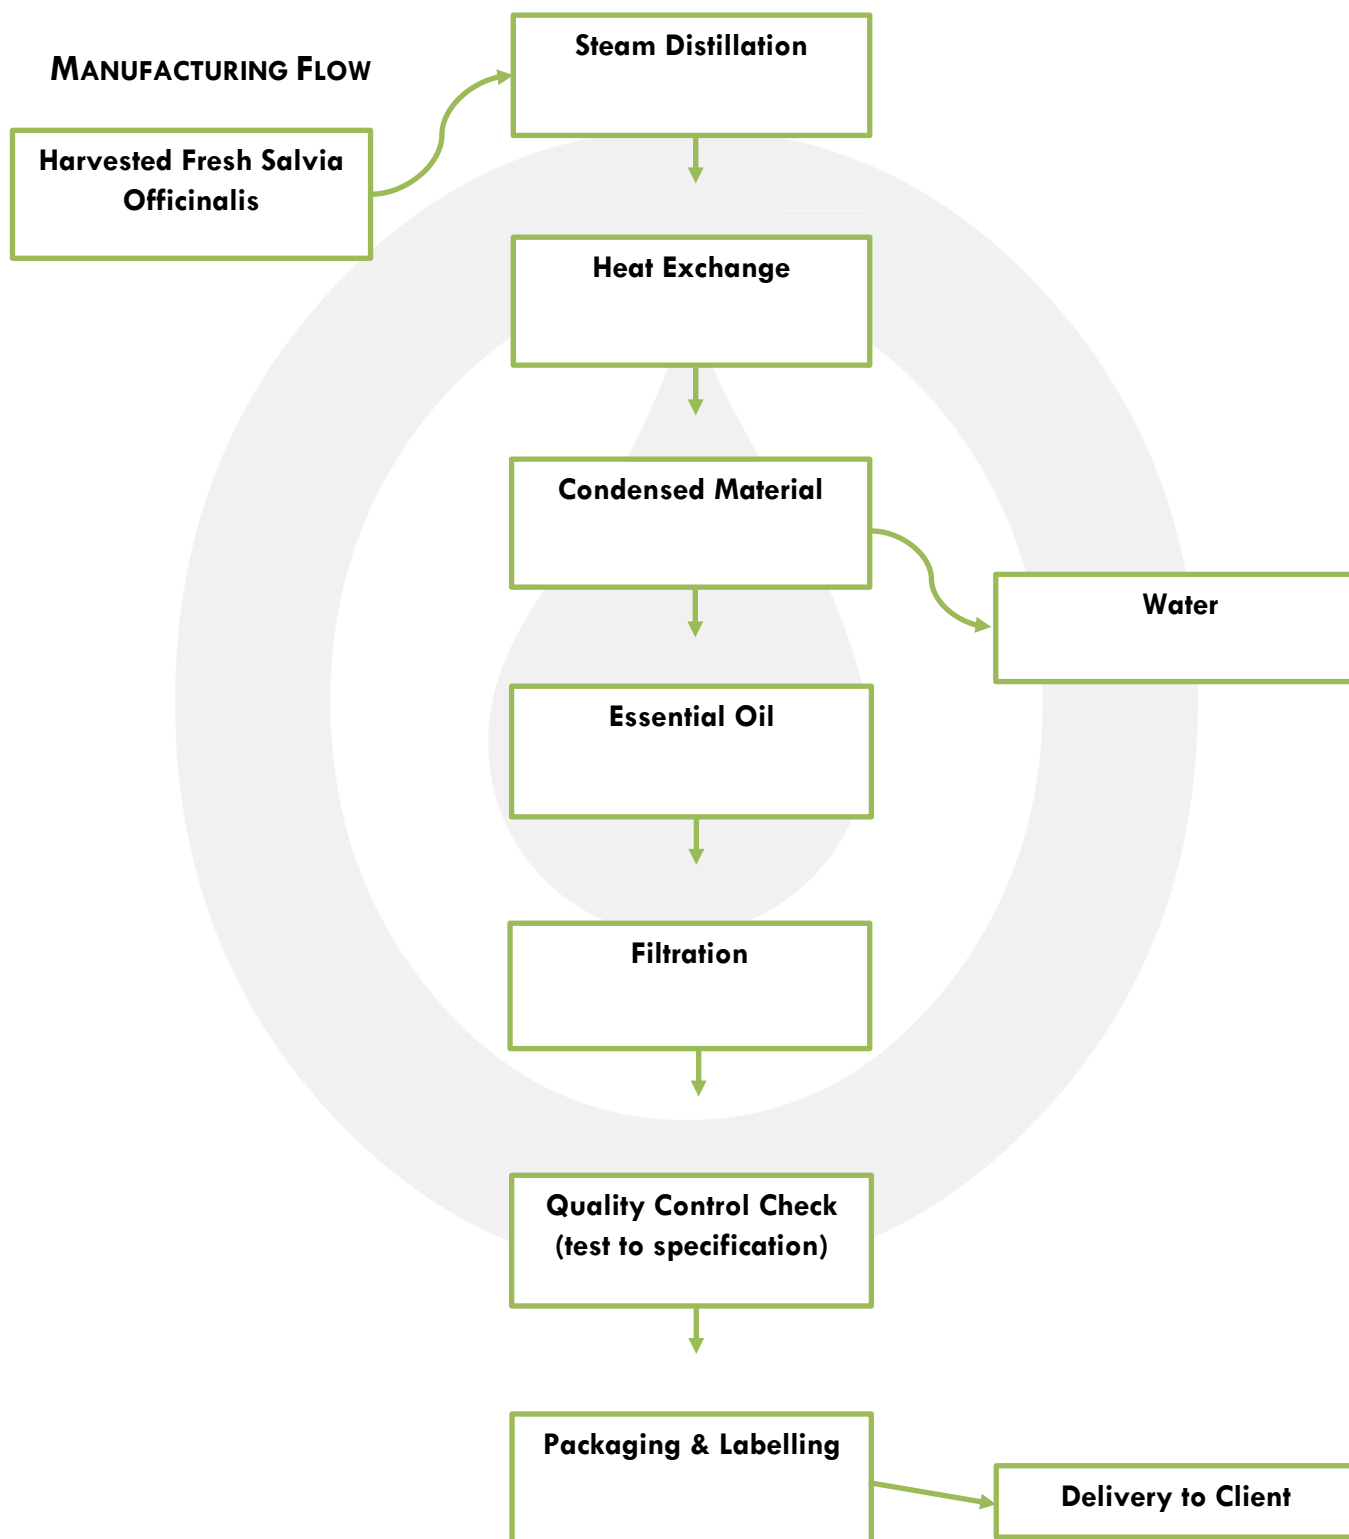 MANUFACTURING FLOW
Steam Distillation
Harvested Fresh Salvia
Officinalis
Heat Exchange
Condensed Material
Water
Essential Oil
Filtration
Quality Control Check
(test to specification)
Packaging & Labelling
Delivery to Client